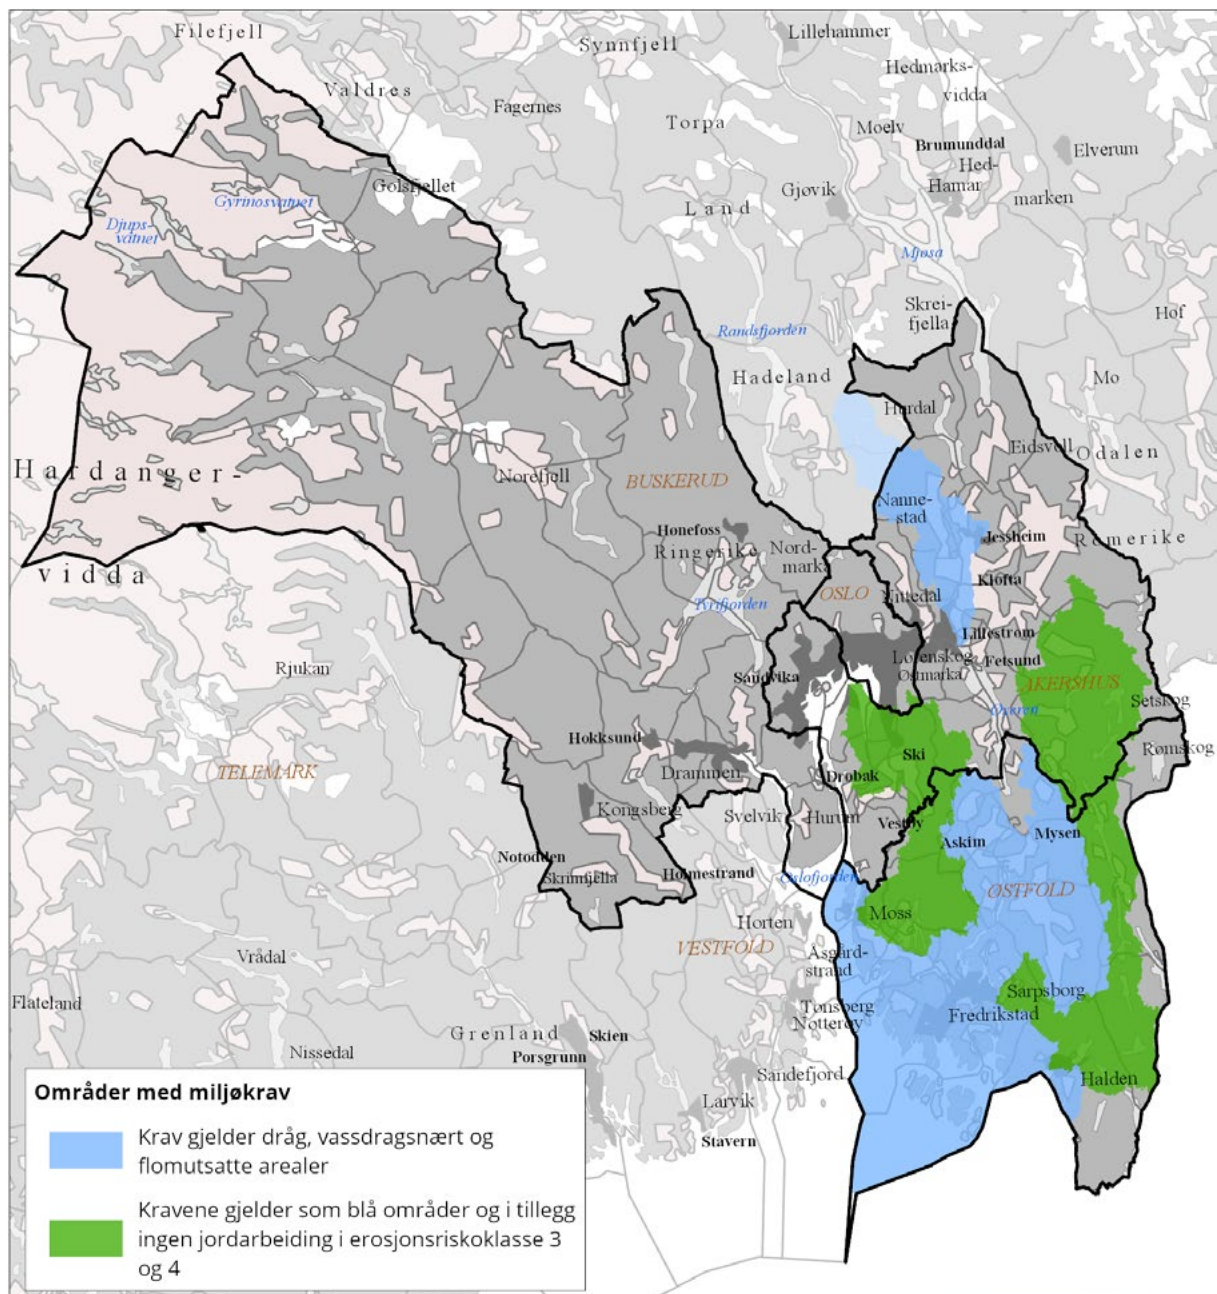 Filefjell
Synnfjell
Lillehammer
Hedmarks-
vidda
Valdres
Fagernes
Torpa
Moelv
Brumunddal
Elverum
Hed-
Hamar
marken
Golsfjellet
Gjøvik
Gyrinosvatnet
Land
Djups-
vatnet
Mjøsa
Skrei-
fjella
Hof
Randsfjorden
Hadeland
Mo
Hurdal
Eidsvoll
Odalen
Hardanger-
vidda
Norefjell
BUSKERUD
Nanne-
stad
Hønefoss
Ringerike
Nord-
marka
Jessheim
Romerike
Kløfta
OSLO
Nittedal
Tyrifjorden
Lillestrøm
Lørenskog
Fetsund
Østmarka
Rjukan
Sandvika
AKERSHUS
Setskog
Øyeren
Hokksund
Ski
Rømskog
TELEMARK
Drammen
Drøbak
Kongsberg
Svelvik
Hurum
Vestby
Mysen
Askim
Notodden
Skrimfjella
Holmestrand
Oslofjorden
ØSTFOLD
Moss
Horten
VESTFOLD
Åsgård-
strand
Vrådal
Sarpsborg
Flateland
Tønsberg
Fredrikstad
Nøtterøy
Grenland
Skien
Porsgrunn
Nissedal
Sandefjord
Halden
Larvik
Stavern
Områder med miljøkrav
Krav gjelder dråg, vassdragsnært og
flomutsatte arealer
Kravene gjelder som blå områder og i tillegg
ingen jordarbeiding i erosjonsriskoklasse 3
og 4